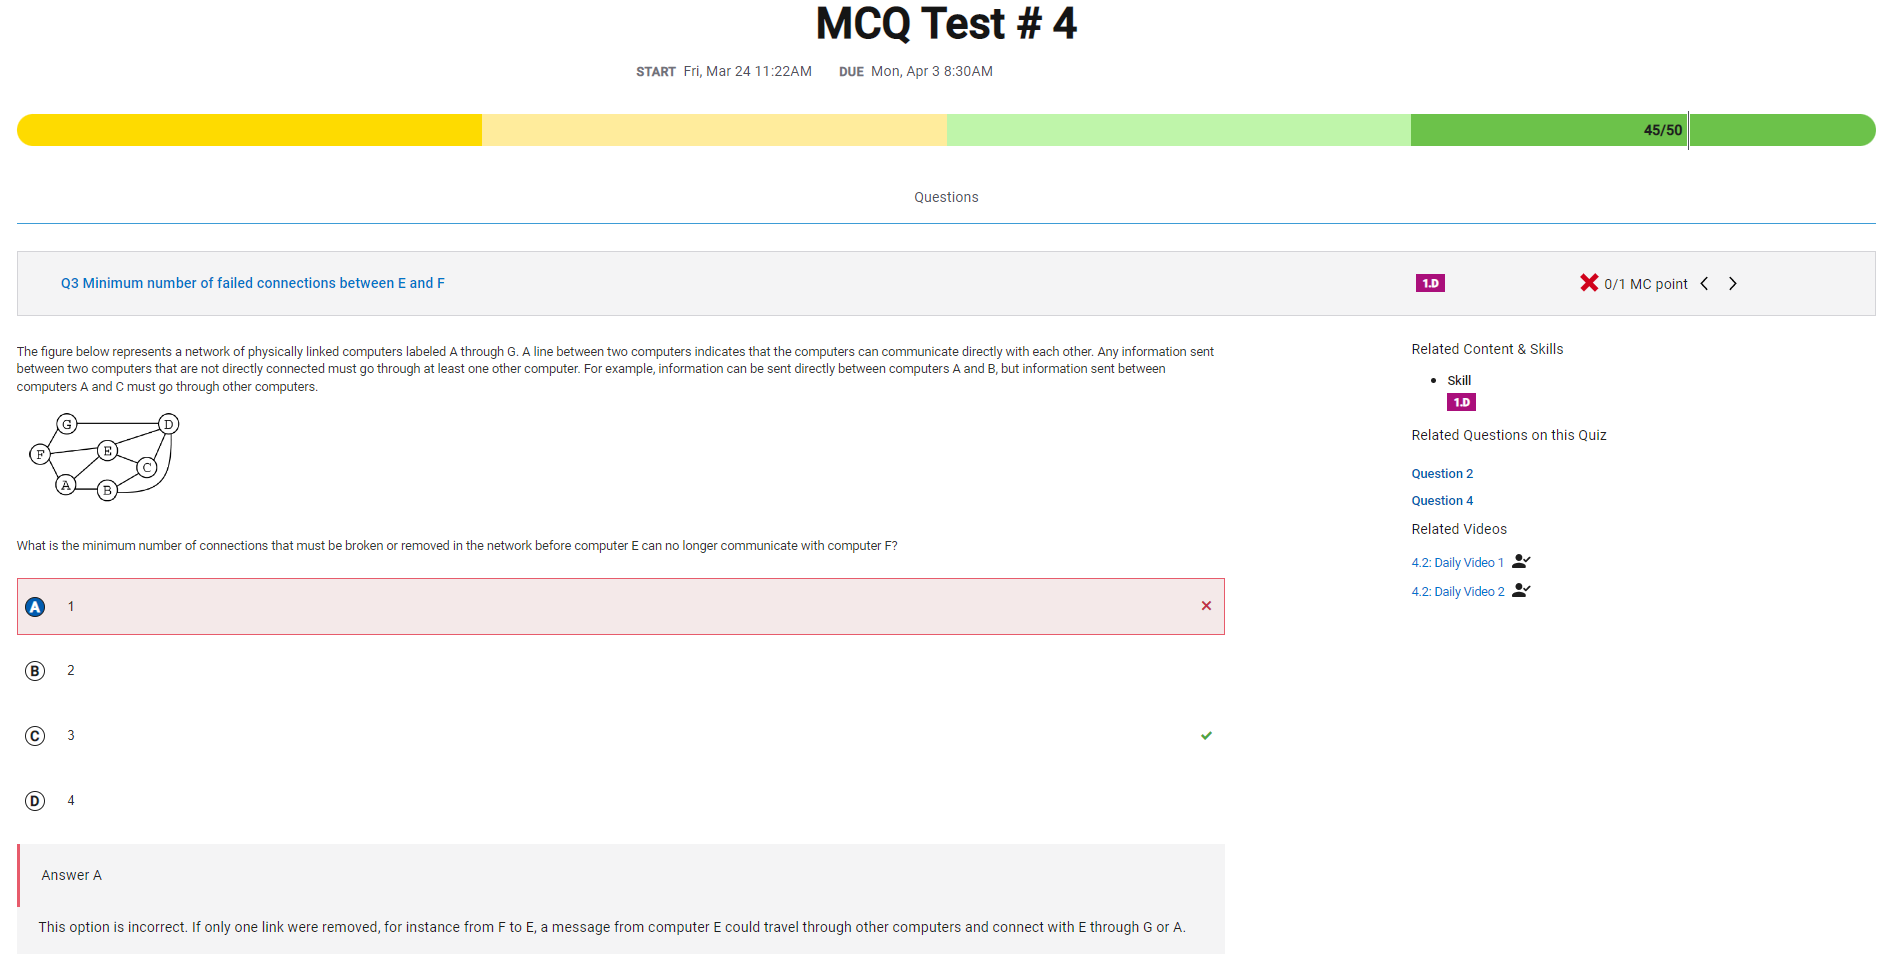 MCQ Test # 4
START Fri, Mar 24 11:22AM DUE Mon, Apr 3 8:30AM
45/50
Questions
Q3 Minimum number of failed connections between E and F
1.D
0/1 MC point
The figure below represents a network of physically linked computers labeled A through G. A line between two computers indicates that the computers can communicate directly with each other. Any information sent
between two computers that are not directly connected must go through at least one other computer. For example, information can be sent directly between computers A and B, but information sent between
computers A and C must go through other computers.
G
D
F
E
C
A
B
What is the minimum number of connections that must be broken or removed in the network before computer E can no longer communicate with computer F?
A 1
B 2
C 3
D 4
Answer A
This option is incorrect. If only one link were removed, for instance from F to E, a message from computer E could travel through other computers and connect with E through G or A.
Related Content & Skills
Skill
1.D
Related Questions on this Quiz
Question 2
Question 4
Related Videos
4.2: Daily Video 1
4.2: Daily Video 2